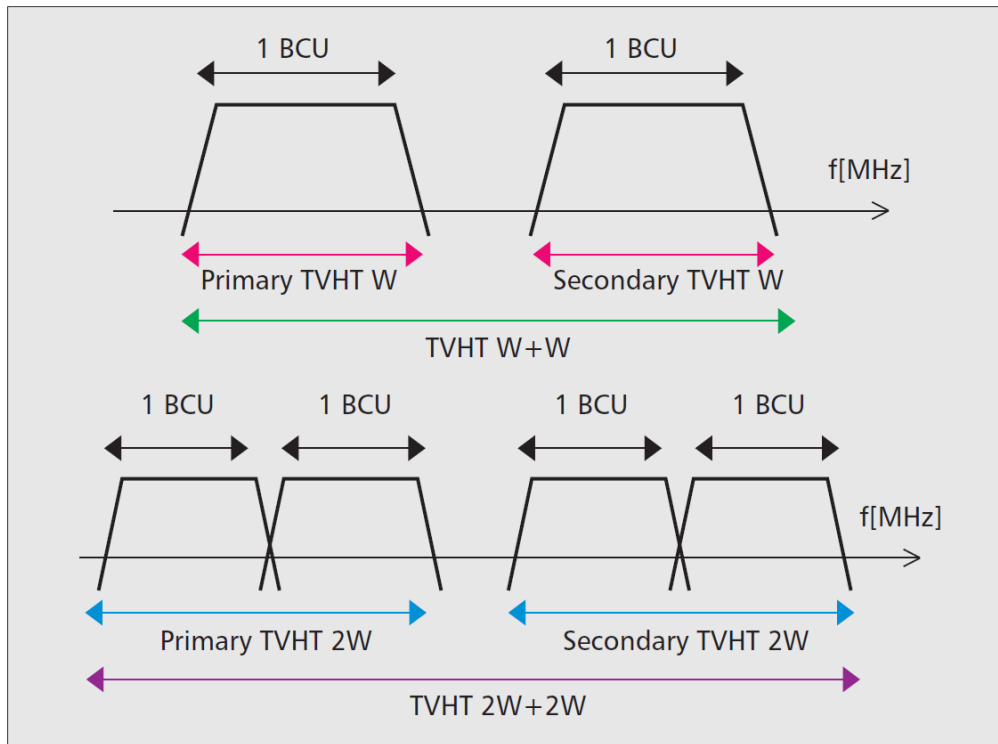 1 BCU
1 BCU
f[MHz]
Primary TVHT W
Secondary TVHT W
TVHT W+W
1 BCU
1 BCU
1 BCU
1 BCU
f[MHz]
Primary TVHT 2W
Secondary TVHT 2W
TVHT 2W+2W